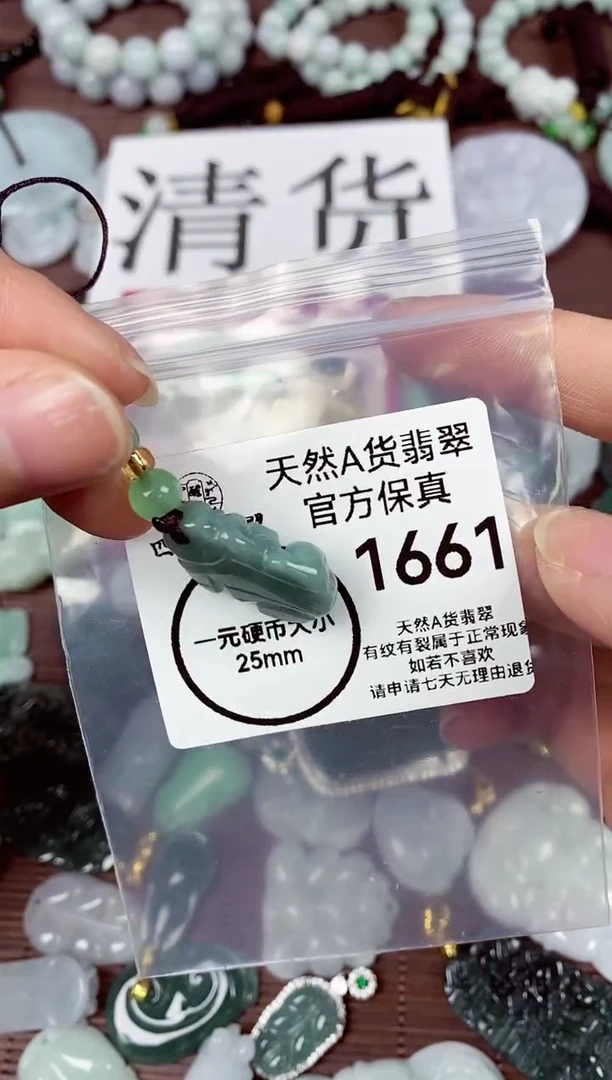 清货
天然A货翡翠
官方保真
1661
一元硬币大小
25mm
天然A货翡翠
有纹有裂属于正常现象
如若不喜欢
请申请七天无理由退货